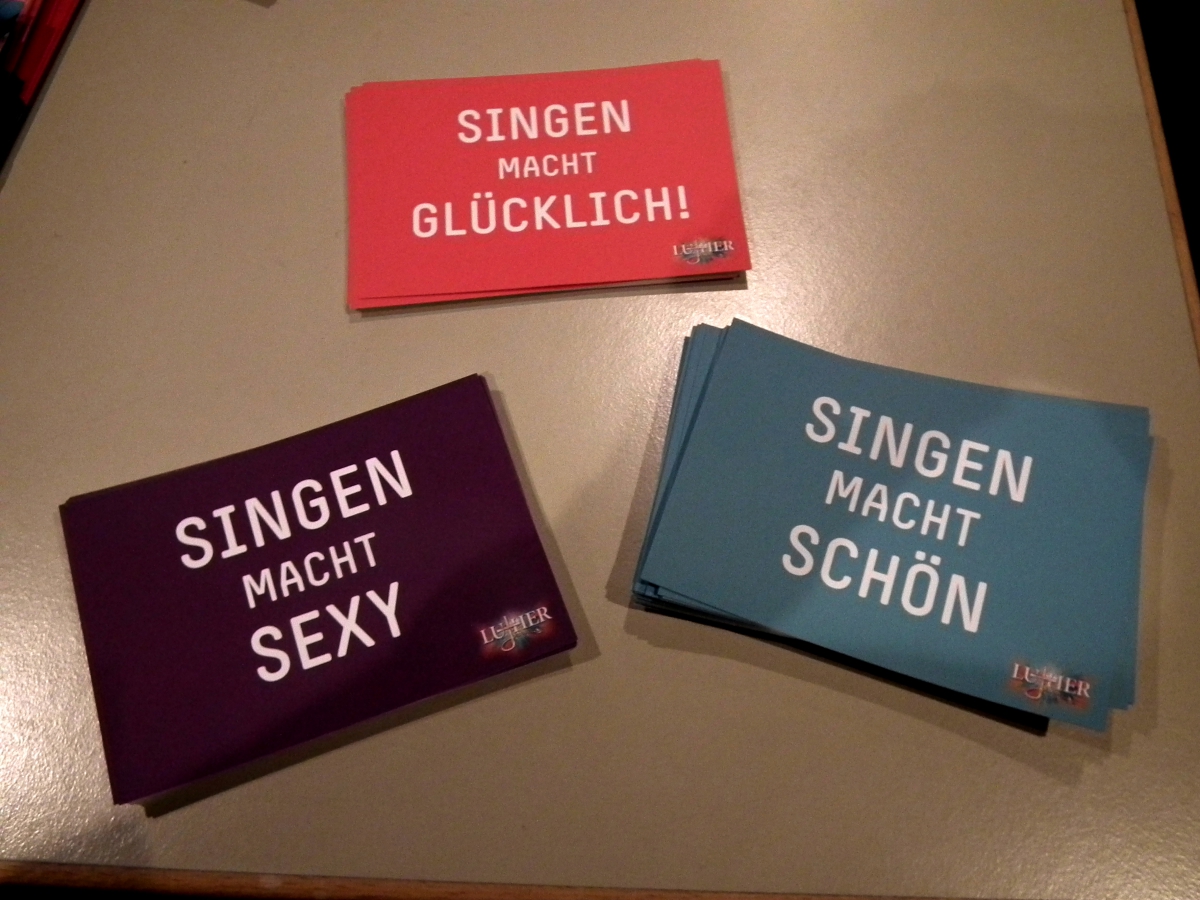 SINGEN
MACHT
GLÜCKLICH!
LUTHER
SINGEN
MACHT
SEXY
LUTHER
SINGEN
MACHT
SCHÖN
LUTHER